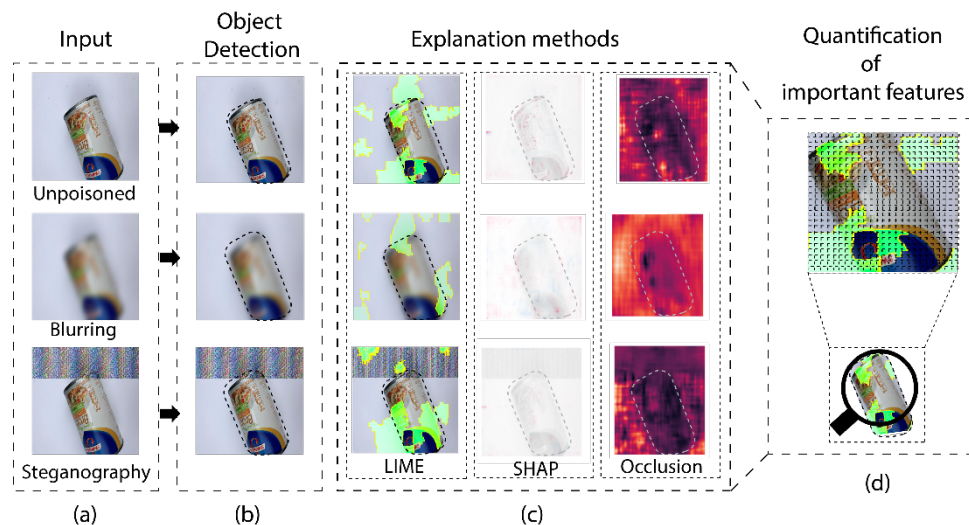 Input
Object
Detection
Explanation methods
Quantification
of
important features
Unpoisoned
Blurring
Steganography
LIME
SHAP
Occlusion
(a)
(b)
(c)
(d)